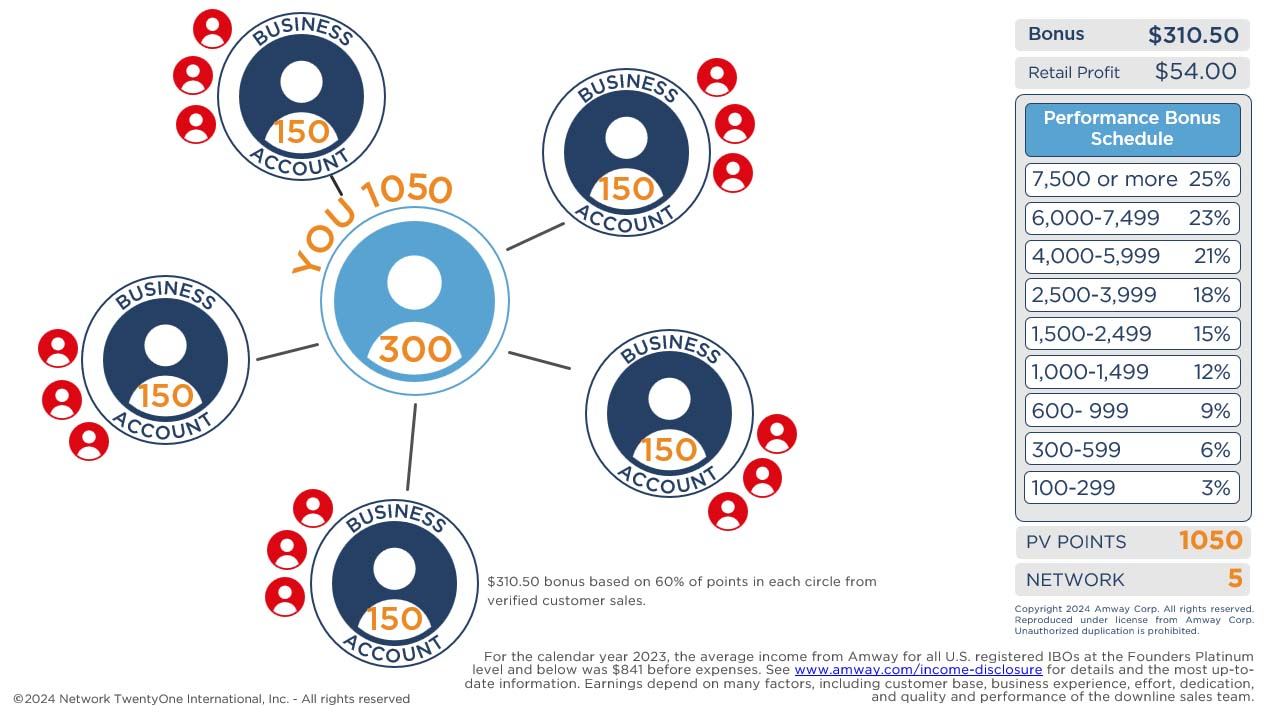 BUSINESS
150
ACCOUNT
BUSINESS
150
ACCOUNT
YOU 1050
300
BUSINESS
150
ACCOUNT
BUSINESS
150
ACCOUNT
BUSINESS
150
ACCOUNT
$310.50 bonus based on 60% of points in each circle from
verified customer sales.
Bonus $310.50
Retail Profit $54.00
Performance Bonus
Schedule
7,500 or more 25%
6,000-7,499 23%
4,000-5,999 21%
2,500-3,999 18%
1,500-2,499 15%
1,000-1,499 12%
600- 999 9%
300-599 6%
100-299 3%
PV POINTS 1050
NETWORK 5
Copyright 2024 Amway Corp. All rights reserved.
Reproduced under license from Amway Corp.
Unauthorized duplication is prohibited.
For the calendar year 2023, the average income from Amway for all U.S. registered IBOs at the Founders Platinum
level and below was $841 before expenses. See www.amway.com/income-disclosure for details and the most up-to-
date information. Earnings depend on many factors, including customer base, business experience, effort, dedication,
and quality and performance of the downline sales team.
©2024 Network TwentyOne International, Inc. - All rights reserved